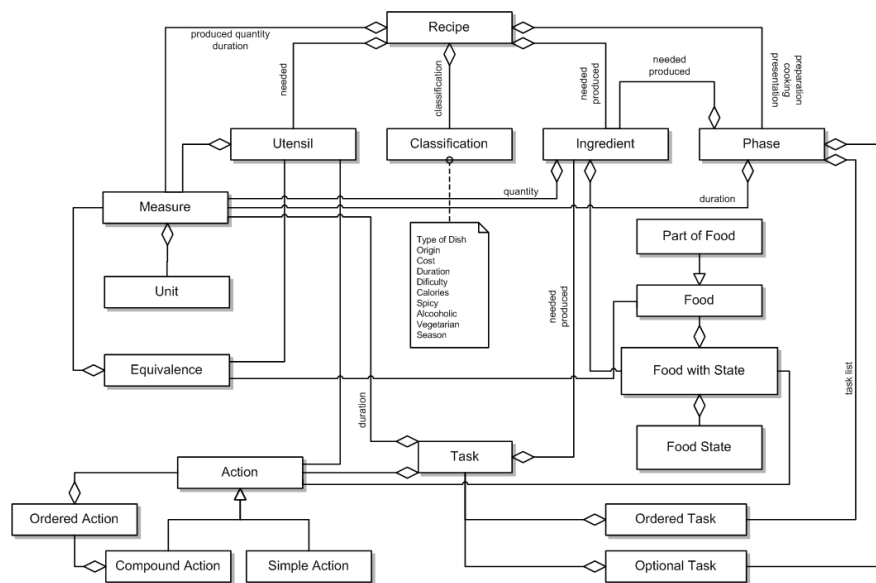 Recipe
produced quantity
duration
needed
classification
needed
produced
needed
produced
preparation
cooking
presentation
Utensil
Classification
Ingredient
Phase
quantity
duration
Measure
Unit
Type of Dish
Origin
Cost
Duration
Dificulty
Calories
Spicy
Alcooholic
Vegetarian
Season
Part of Food
Food
needed
produced
Equivalence
Food with State
task list
duration
Food State
Task
Action
Ordered Action
Ordered Task
Compound Action
Simple Action
Optional Task